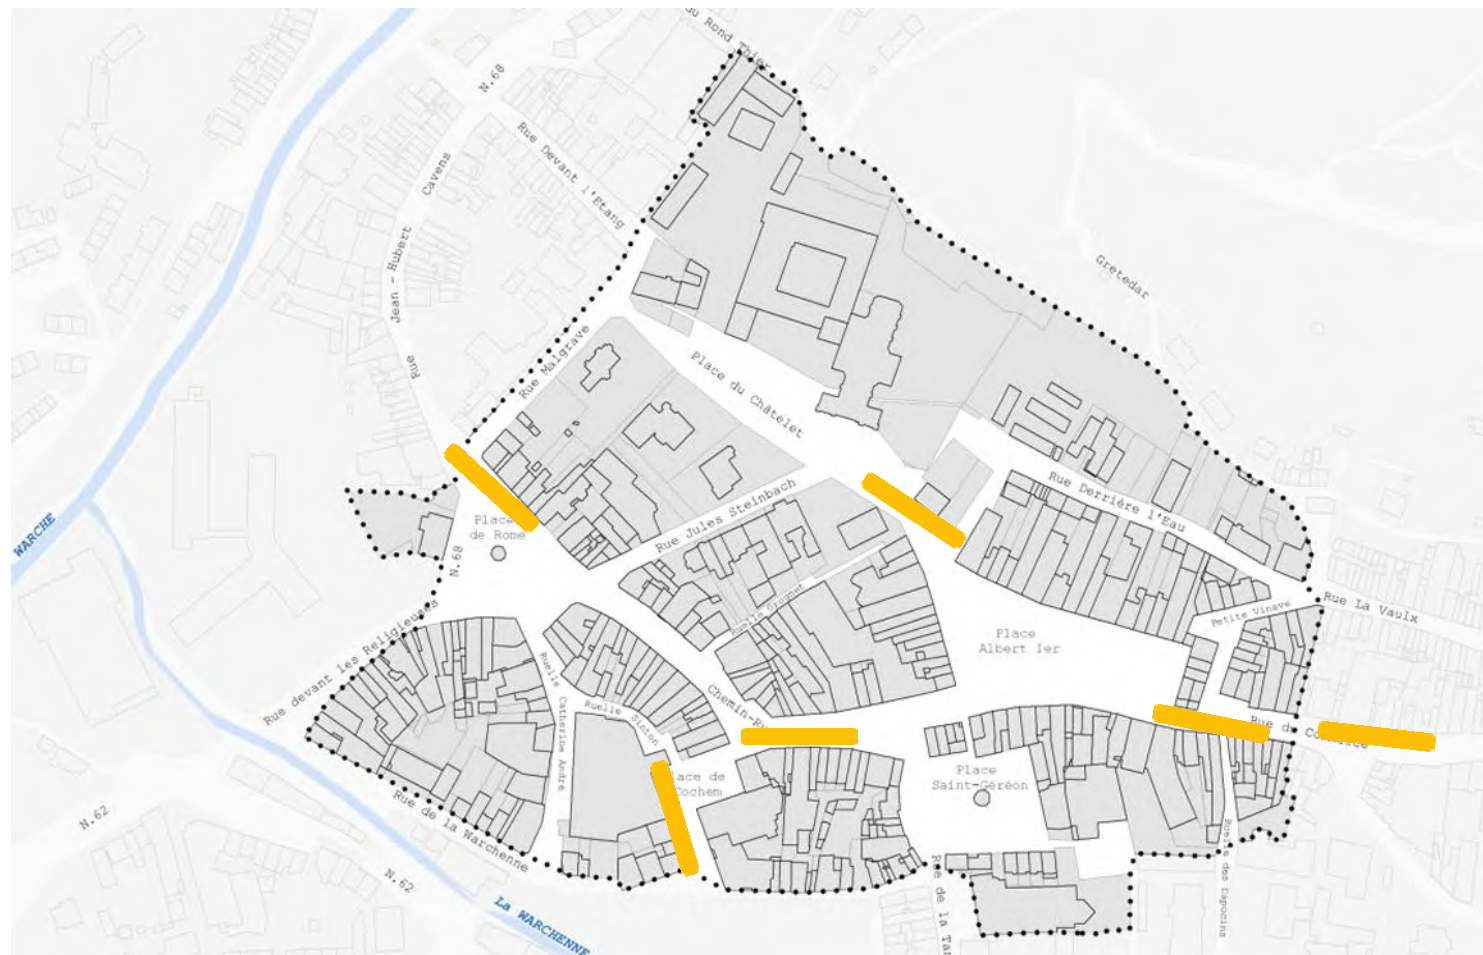 du Rond Thier
N.68
Rue Devant l'Etang
Rue Jean - Hubert Cavens
Gretedar
Rue Malgrave
Place du Châtelet
Rue Jules Steinbach
Rue Derrière l'Eau
WARCHE
Place
de Rome
N.68
Rue La Vaulx
Petite Vinave
Ruelle Grognet
Place
Albert Ier
Rue devant les Religieuses
Ruelle Catherine André
Ruelle Sinton
Chemin-Ru
Rue du Co
Place de
Cochem
Place
Saint-Géréon
N.62
Rue de la Warchenne
N.62
Ruelle des Capucins
Rue de la Tan
La WARCHENNE